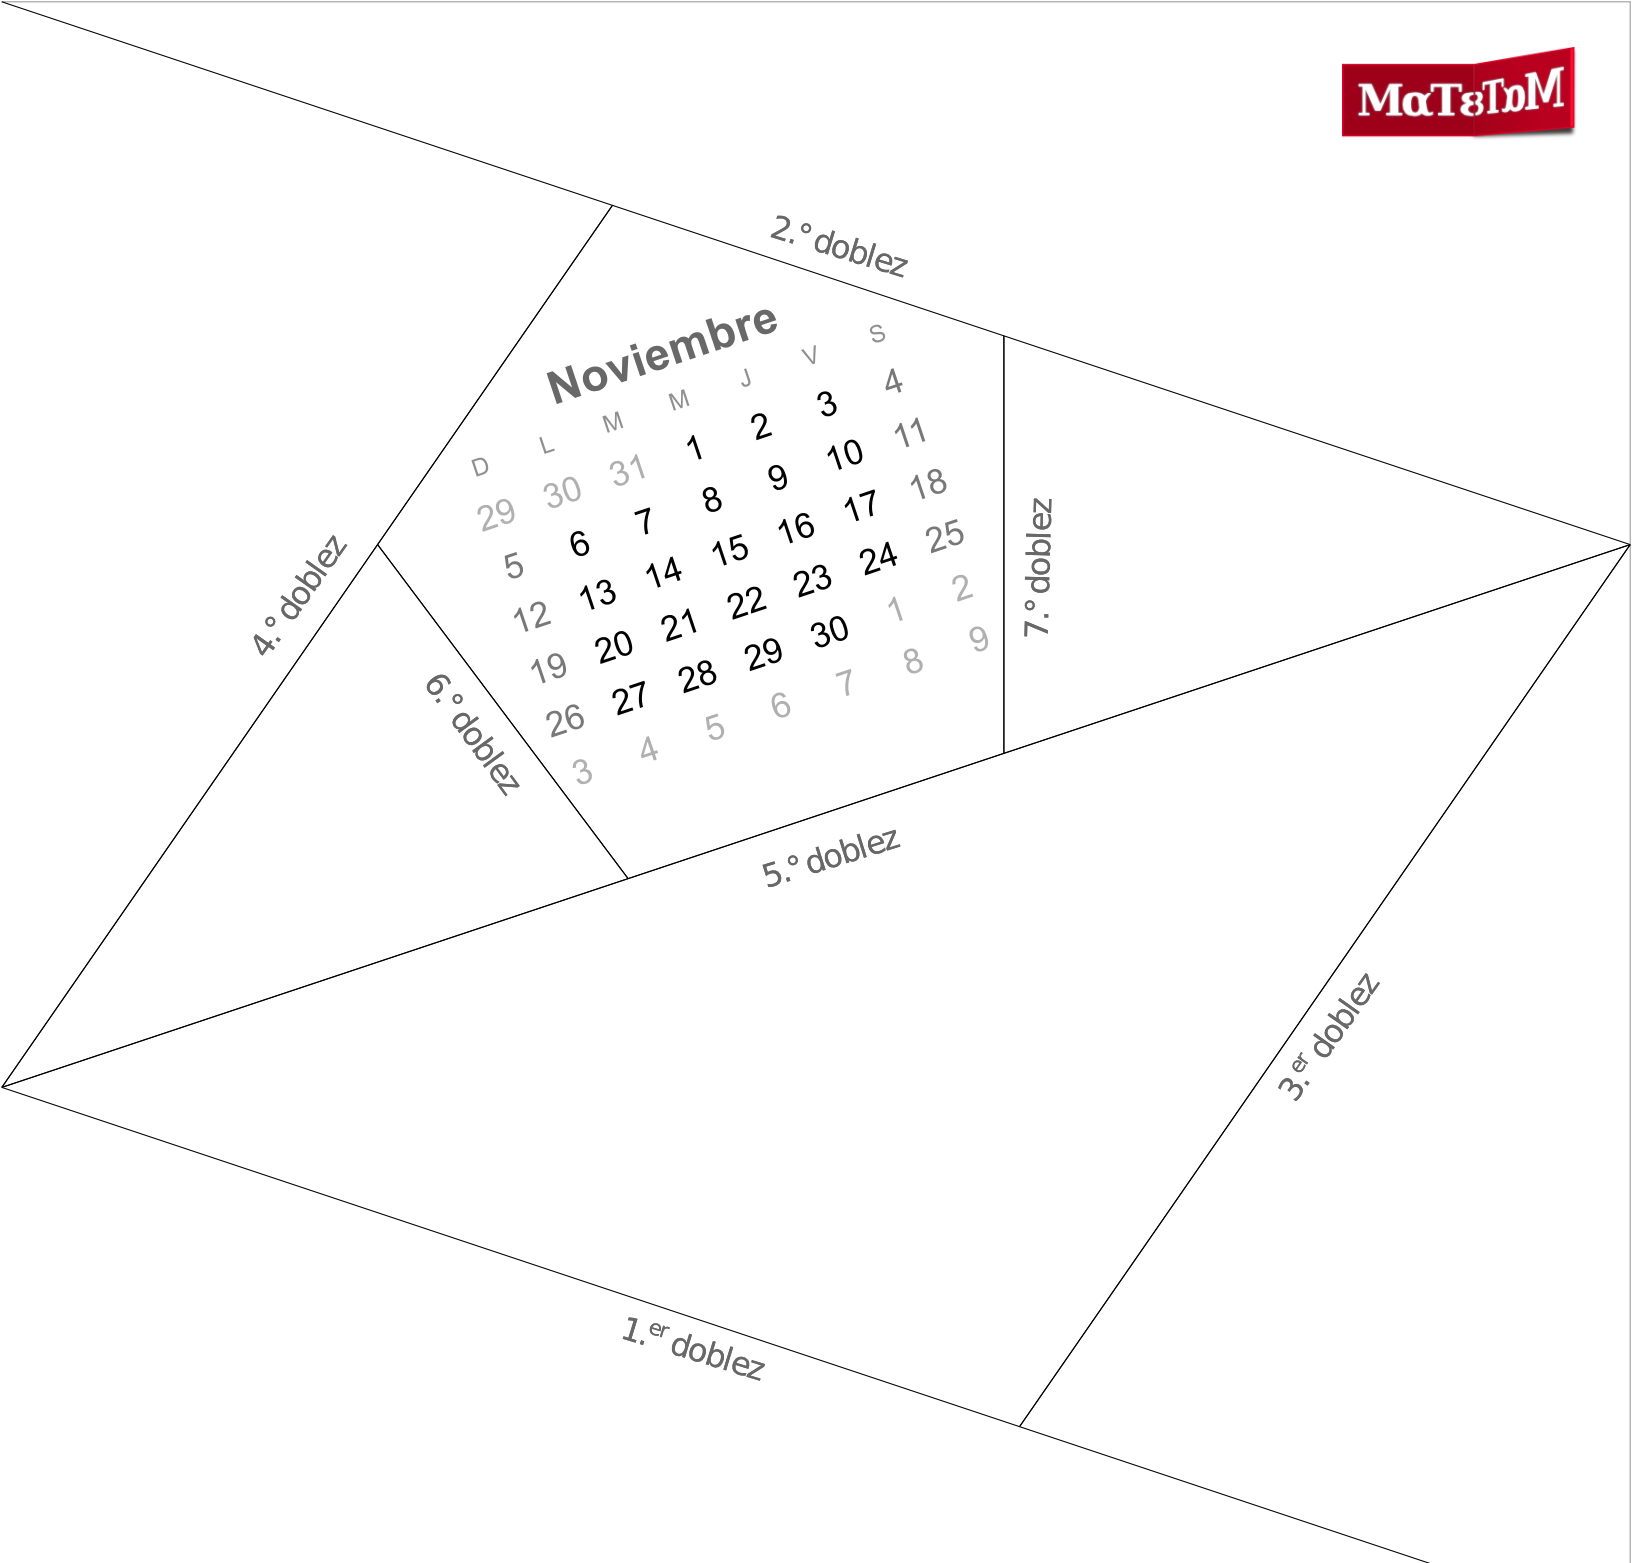 MαTεTαM
2.° doblez
Noviembre
D L M M J V S
29 30 31 1 2 3 4
5 6 7 8 9 10 11
12 13 14 15 16 17 18
19 20 21 22 23 24 25
26 27 28 29 30 1 2
3 4 5 6 7 8 9
4.° doblez
7.° doblez
6.° doblez
5.° doblez
3.er doblez
1.er doblez